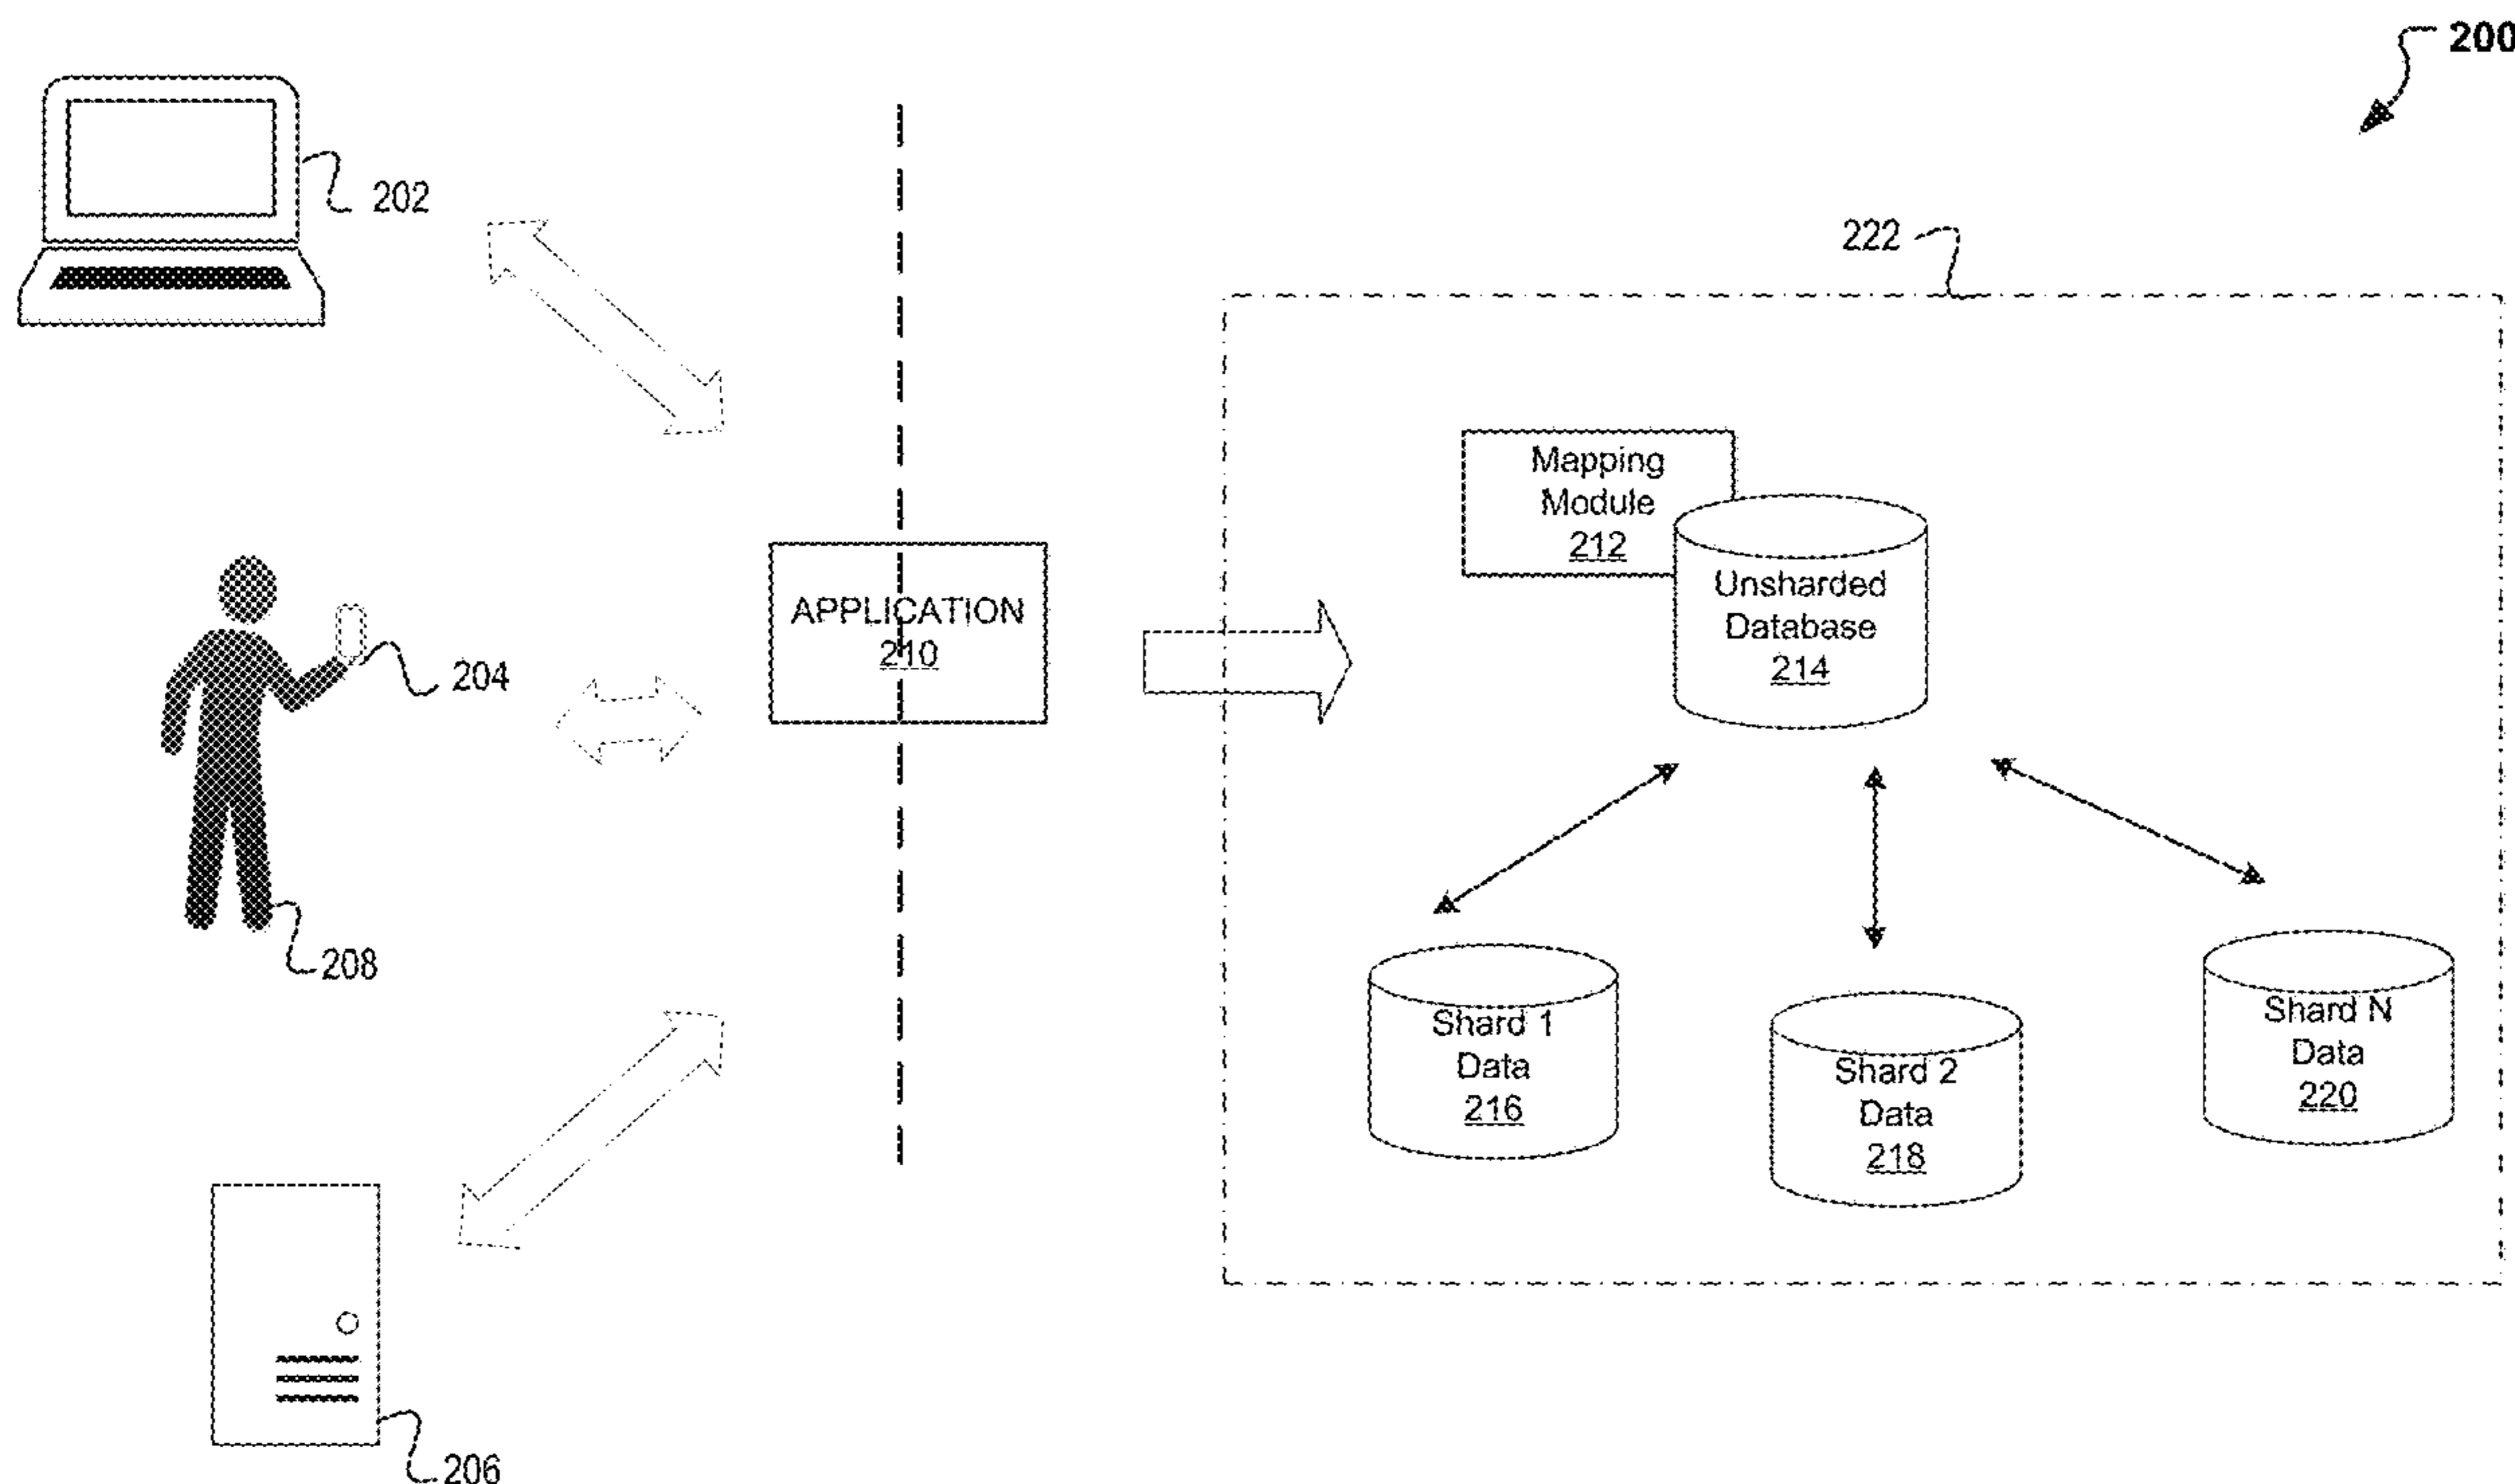 200
202
222
Mapping
Module
212
Unsharded
Database
214
APPLICATION
210
204
208
Shard 1
Data
216
Shard 2
Data
218
Shard N
Data
220
206